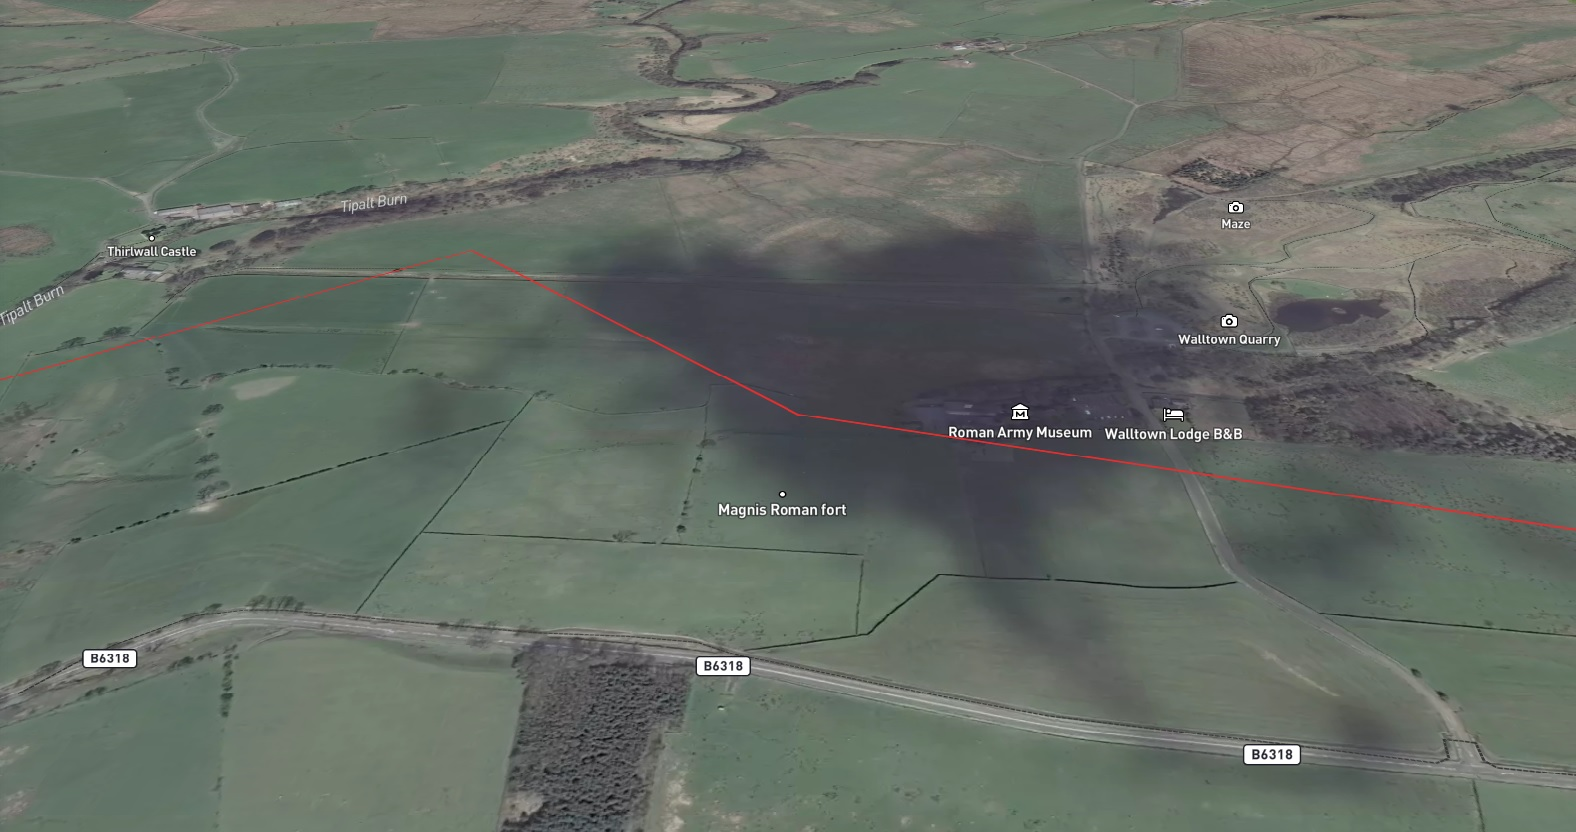 Tipalt Burn
Maze
Thirlwall Castle
Tipalt Burn
Walltown Quarry
Roman Army Museum
Walltown Lodge B&B
Magnis Roman fort
B6318
B6318
B6318